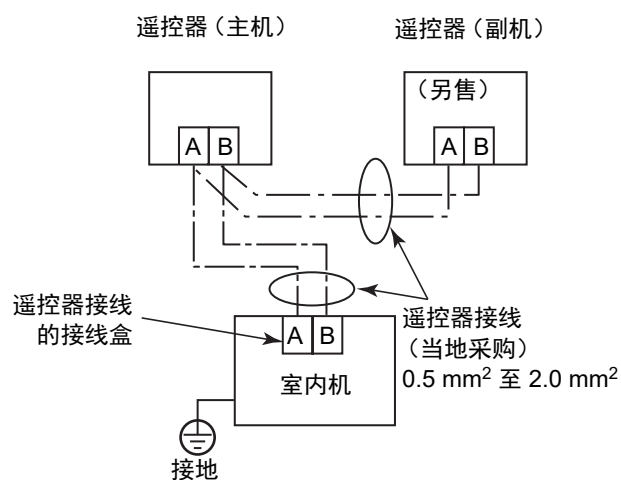 遥控器（主机）
遥控器（副机）
（另售）
A B
A B
遥控器接线
的接线盒
A B
室内机
遥控器接线
（当地采购）
0.5 mm² 至 2.0 mm²
接地